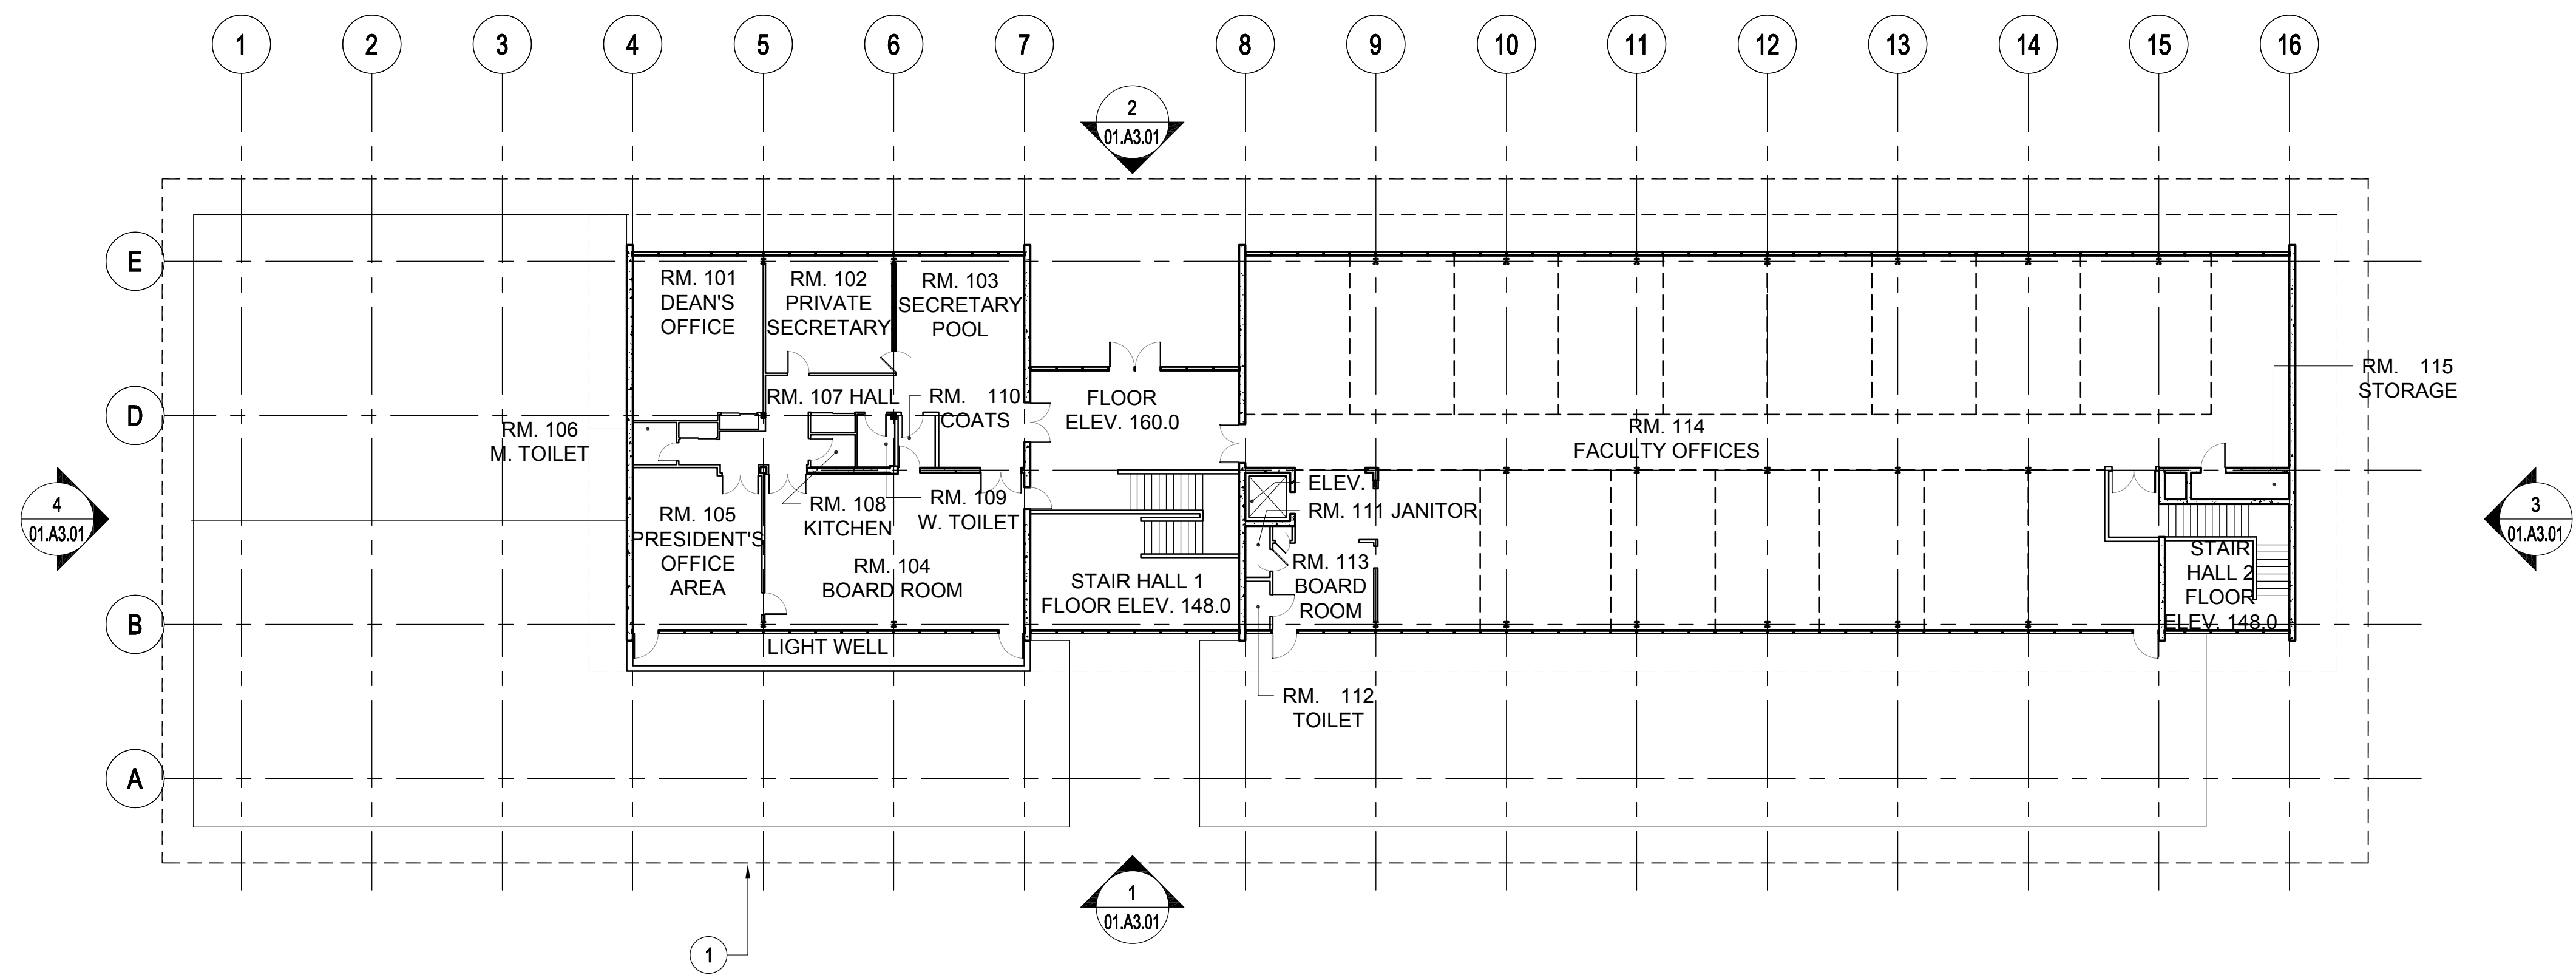 1 2 3 4 5 6 7 8 9 10 11 12 13 14 15 16
2
01.A3.01
E
RM. 101
DEAN'S
OFFICE
RM. 102
PRIVATE
SECRETARY
RM. 103
SECRETARY
POOL
RM. 115
STORAGE
D
RM. 107 HALL
RM. 110
COATS
FLOOR
ELEV. 160.0
RM. 106
M. TOILET
RM. 114
FACULTY OFFICES
4
01.A3.01
RM. 105
PRESIDENT'S
OFFICE
AREA
RM. 108
KITCHEN
RM. 109
W. TOILET
ELEV.
RM. 111 JANITOR
3
01.A3.01
RM. 104
BOARD ROOM
STAIR HALL 1
FLOOR ELEV. 148.0
RM. 113
BOARD
ROOM
STAIR
HALL 2
FLOOR
ELEV. 148.0
B
LIGHT WELL
RM. 112
TOILET
A
1
01.A3.01
1